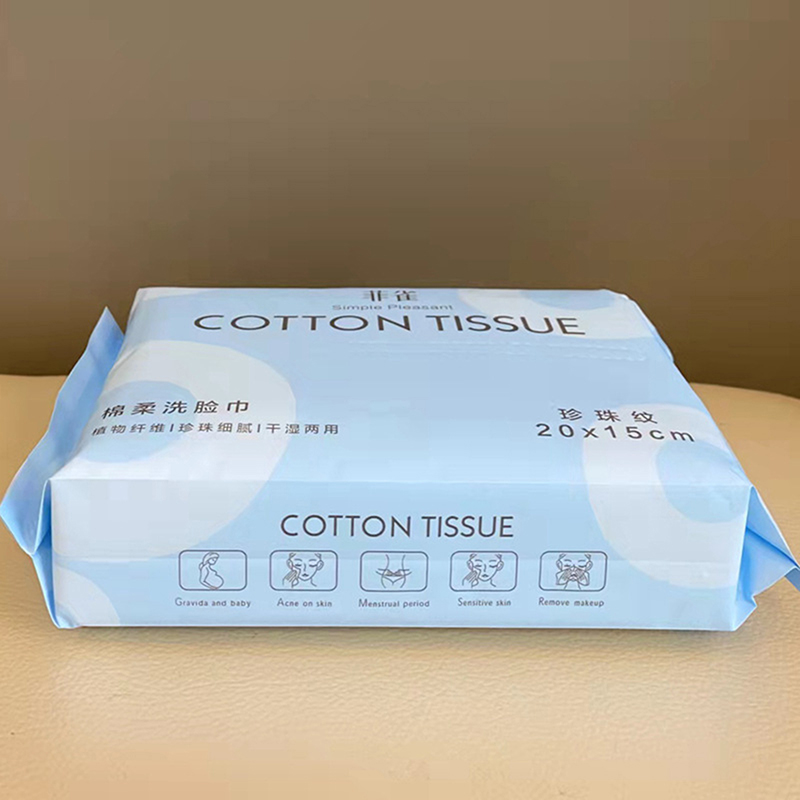 菲雀
Simple Pleasant
COTTON TISSUE
棉柔洗脸巾
植物纤维|珍珠细腻|干湿两用
珍珠纹
20x15cm
COTTON TISSUE
Gravida and baby
Acne on skin
Menstrual period
Sensitive skin
Remove makeup